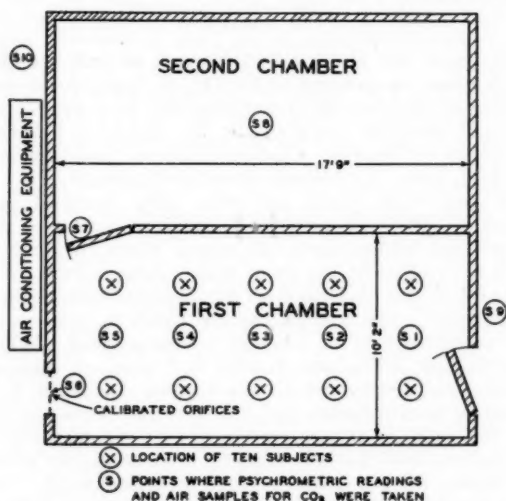 S10
SECOND CHAMBER
S8
AIR CONDITIONING EQUIPMENT
17'9"
S7
FIRST CHAMBER
S9
S5 S4 S3 S2 S1
10'2"
S6
CALIBRATED ORIFICES
LOCATION OF TEN SUBJECTS
S POINTS WHERE PSYCHROMETRIC READINGS
AND AIR SAMPLES FOR CO₂ WERE TAKEN